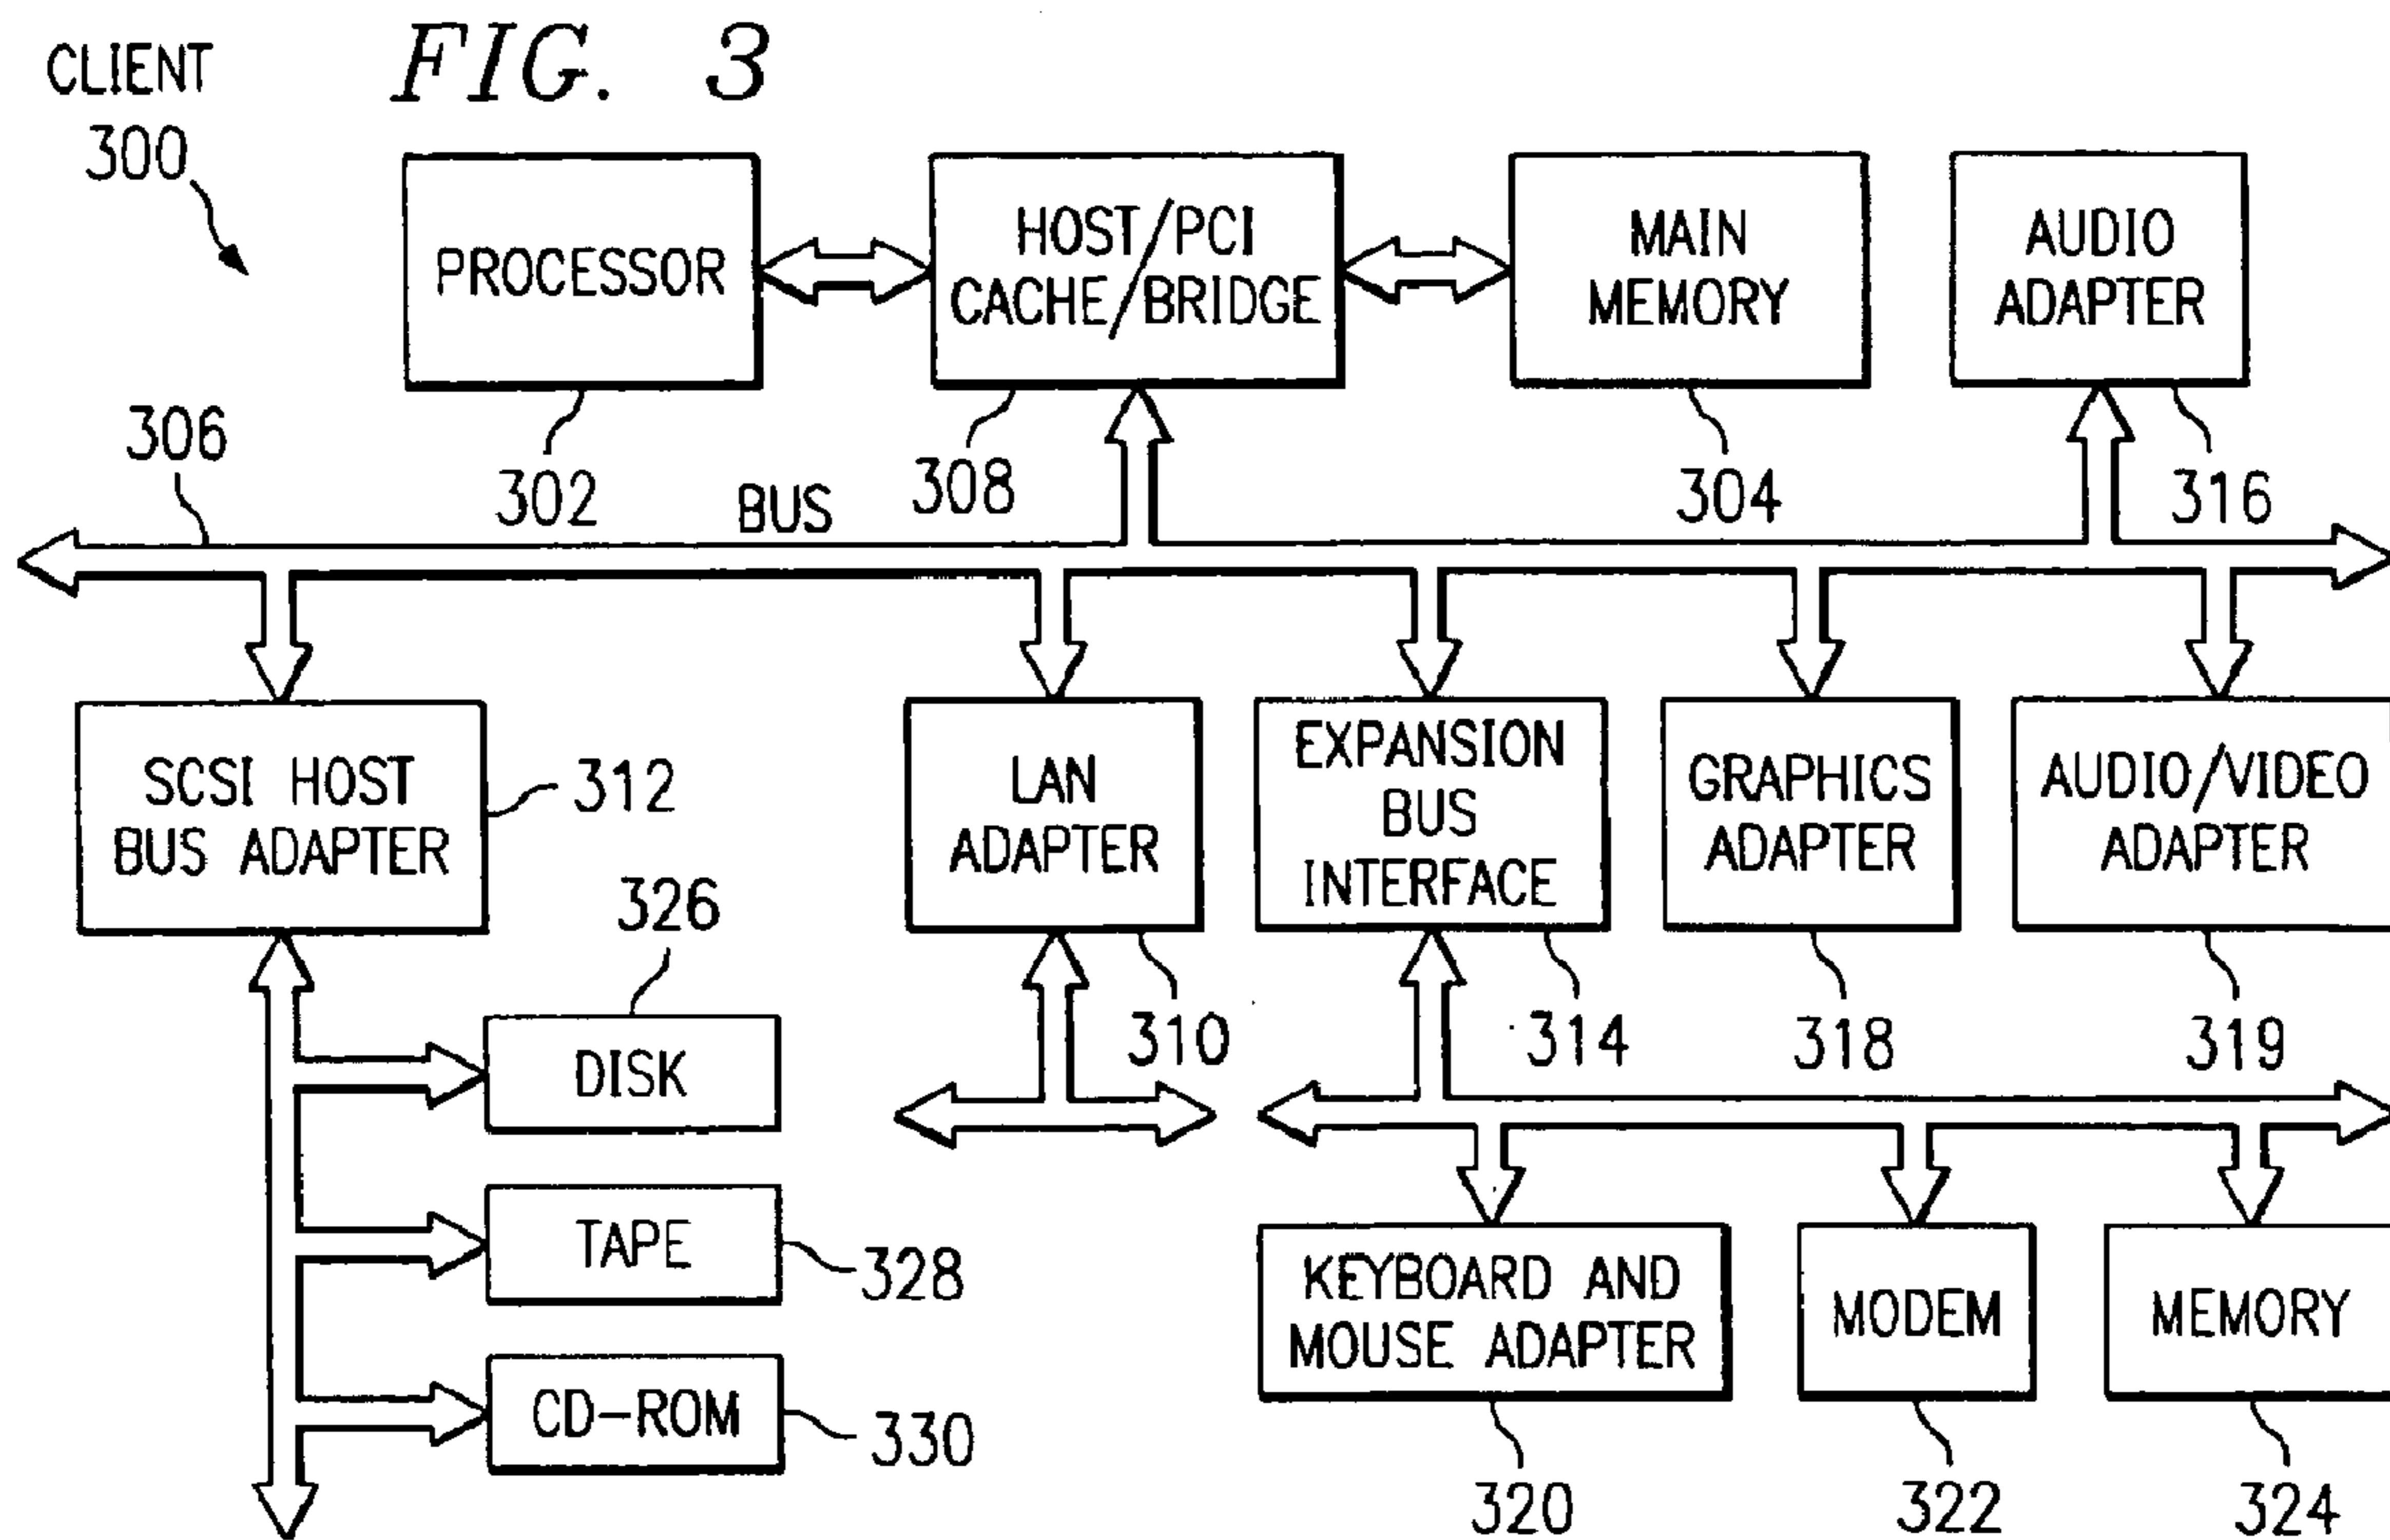 CLIENT
300
FIG. 3
PROCESSOR
302
HOST/PCI
CACHE/BRIDGE
308
MAIN
MEMORY
304
AUDIO
ADAPTER
316
306
BUS
SCSI HOST
BUS ADAPTER
312
LAN
ADAPTER
310
EXPANSION
BUS
INTERFACE
314
GRAPHICS
ADAPTER
318
AUDIO/VIDEO
ADAPTER
319
326
DISK
TAPE
328
CD-ROM
330
KEYBOARD AND
MOUSE ADAPTER
320
MODEM
322
MEMORY
324